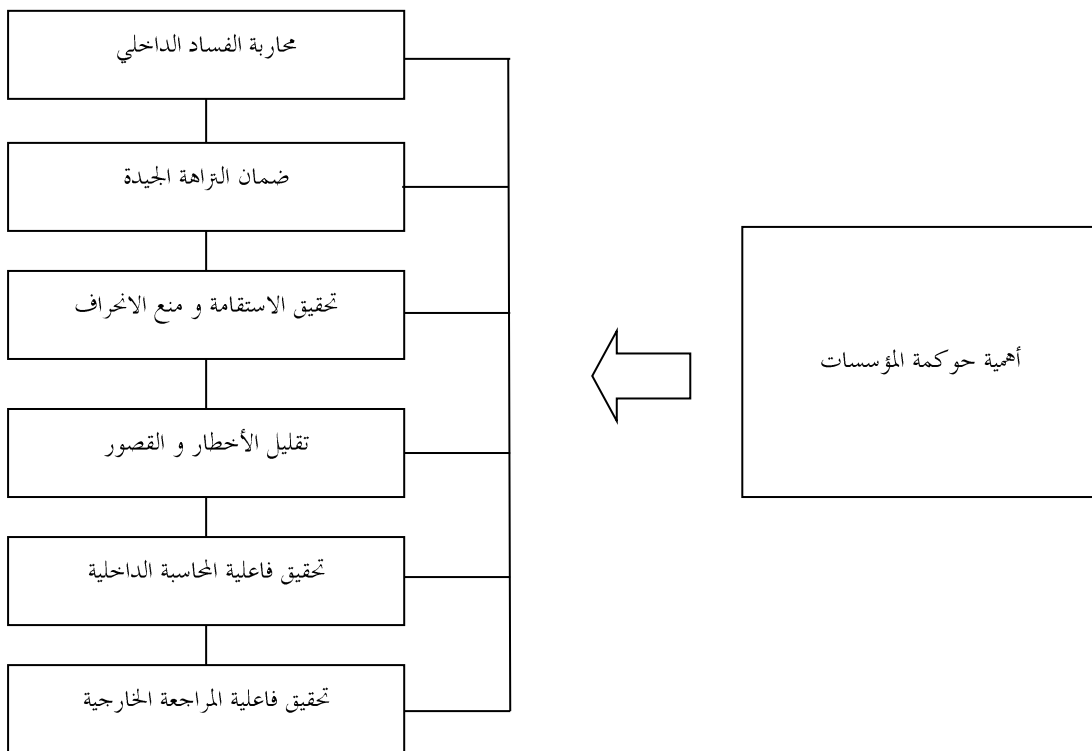 محاربة الفساد الداخلي
ضمان التراهة الجيدة
تحقيق الاستقامة و منع الانحراف
أهمية حوكمة المؤسسات
تقليل الأخطار و القصور
تحقيق فاعلية المحاسبة الداخلية
تحقيق فاعلية المراجعة الخارجية